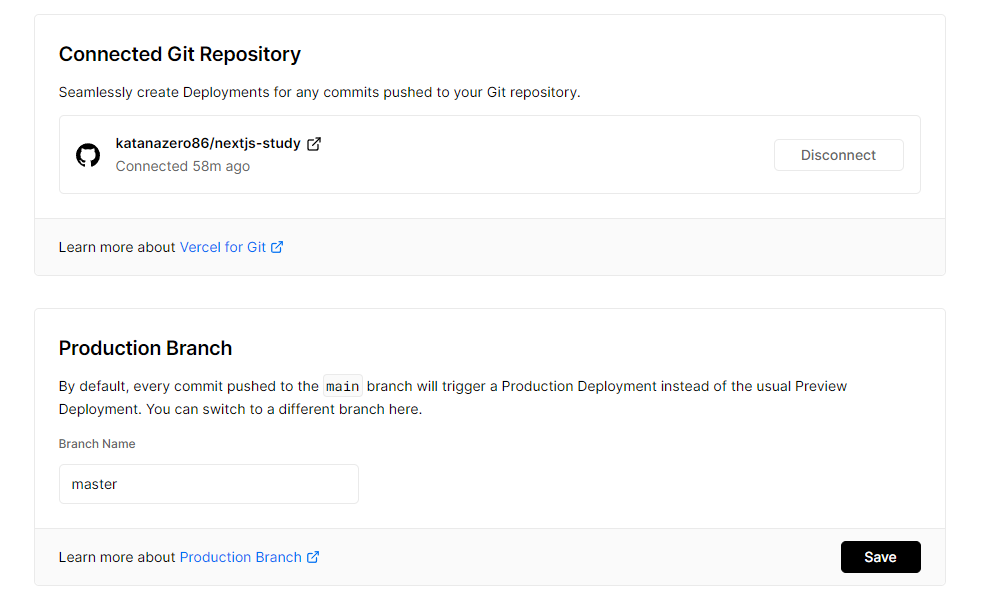 Connected Git Repository
Seamlessly create Deployments for any commits pushed to your Git repository.
katanazero86/nextjs-study
Connected 58m ago
Disconnect
Learn more about Vercel for Git
Production Branch
By default, every commit pushed to the main branch will trigger a Production Deployment instead of the usual Preview
Deployment. You can switch to a different branch here.
Branch Name
master
Learn more about Production Branch
Save